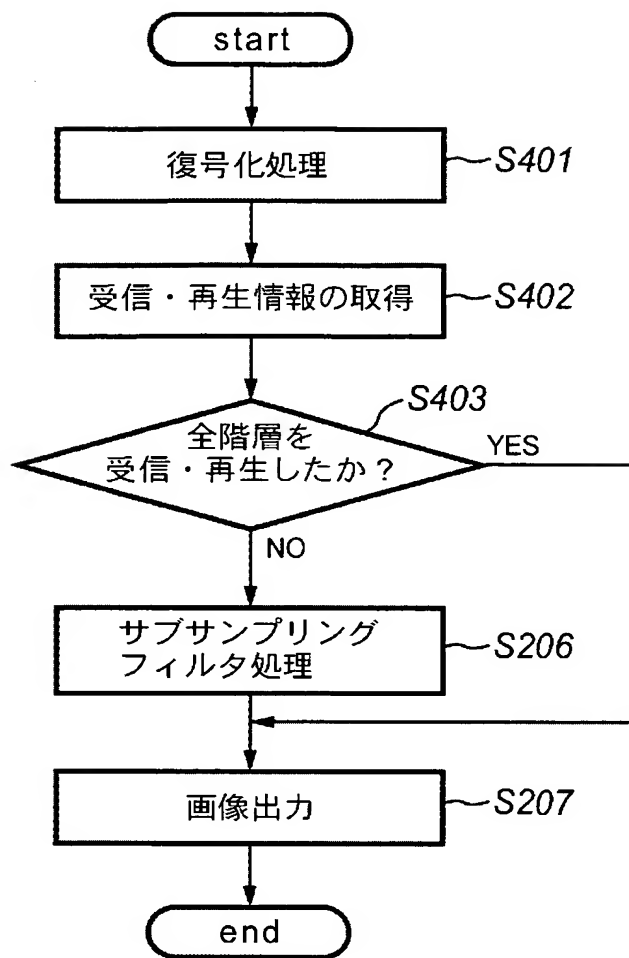 start
復号化処理
S401
受信・再生情報の取得
S402
S403
全階層を
受信・再生したか？
YES
NO
サブサンプリング
フィルタ処理
S206
画像出力
S207
end